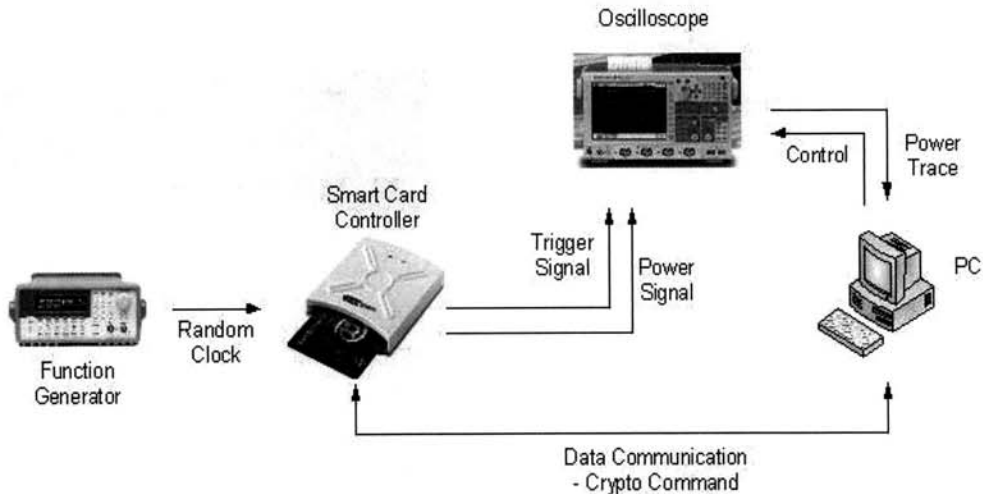 Oscilloscope
Control
Power
Trace
Smart Card
Controller
Trigger
Signal
Power
Signal
PC
Random
Clock
Function
Generator
Data Communication
- Crypto Command